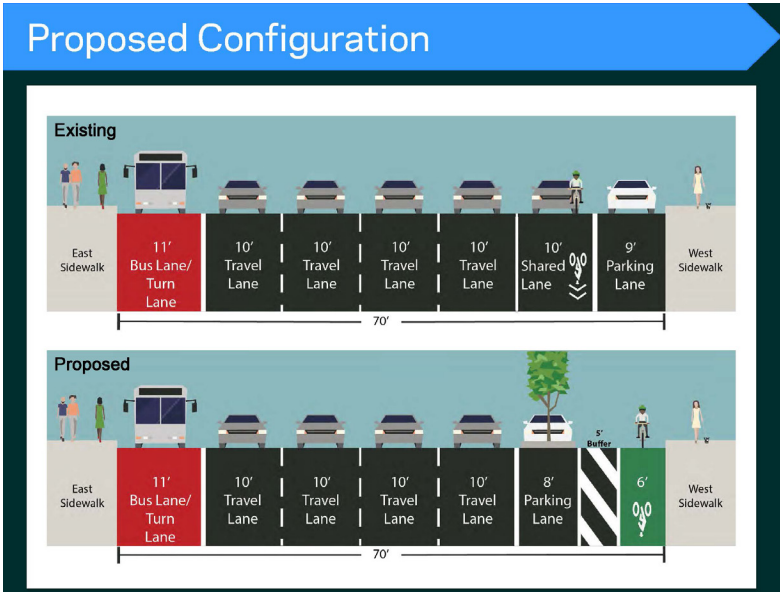 Proposed Configuration
Existing
East
Sidewalk
11'
Bus Lane/
Turn
Lane
10'
Travel
Lane
10'
Travel
Lane
10'
Travel
Lane
10'
Travel
Lane
10'
Shared
Lane
9'
Parking
Lane
West
Sidewalk
70'
Proposed
East
Sidewalk
11'
Bus Lane/
Turn
Lane
10'
Travel
Lane
10'
Travel
Lane
10'
Travel
Lane
10'
Travel
Lane
8'
Parking
Lane
5'
Buffer
6'
West
Sidewalk
70'